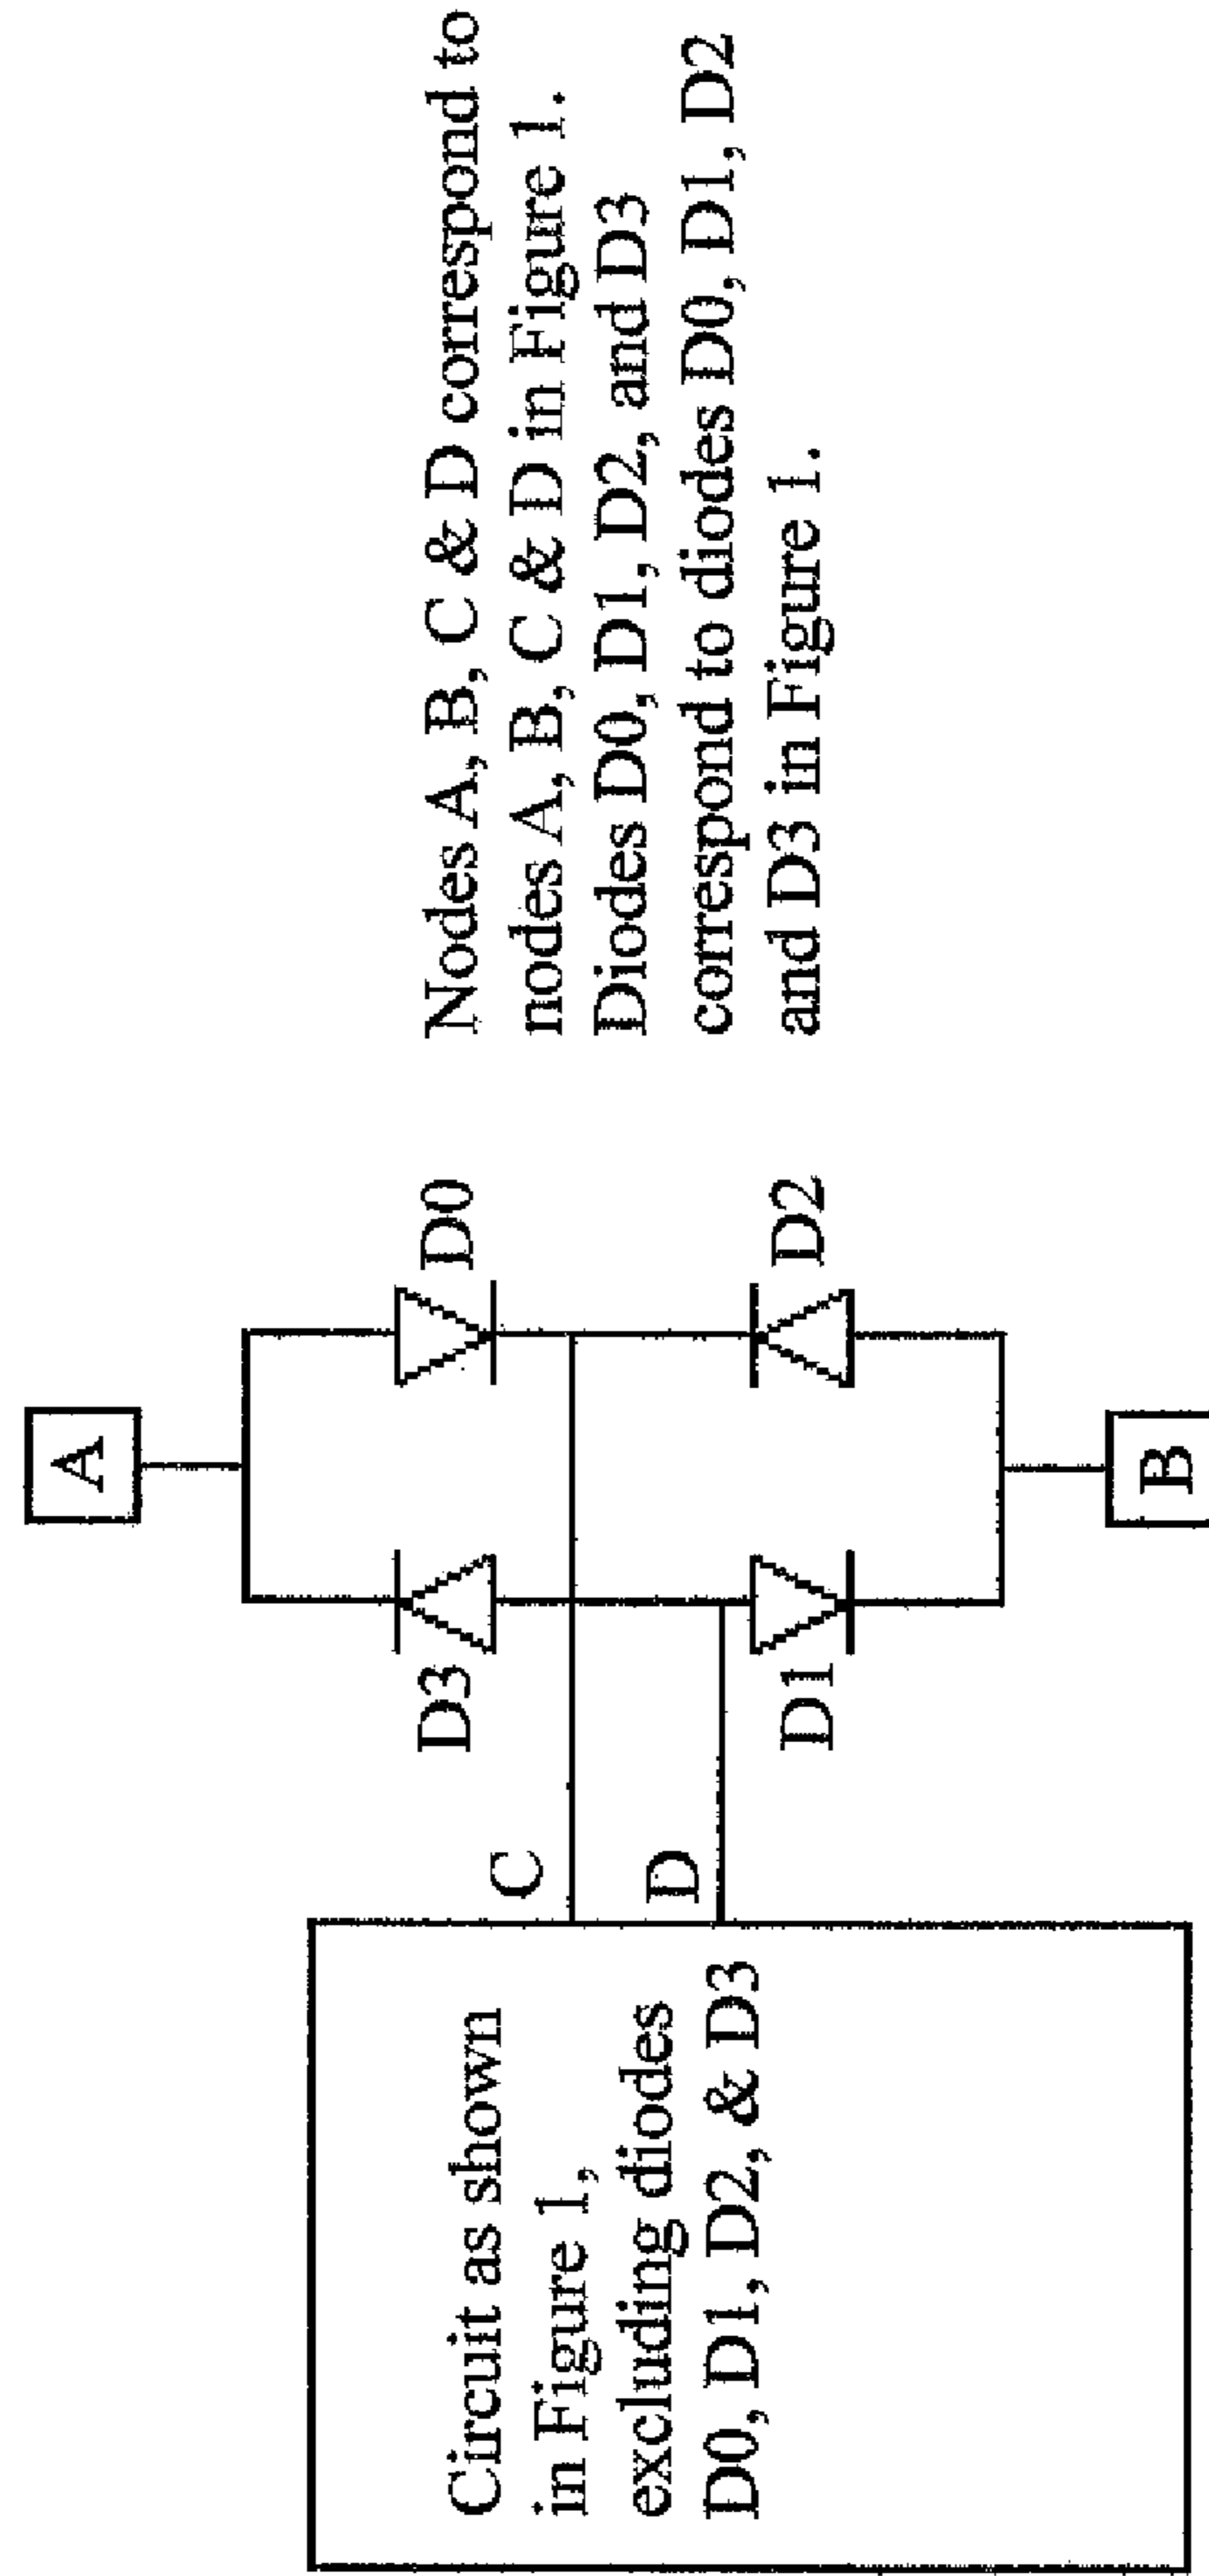 Circuit as shown
in Figure 1,
excluding diodes
D0, D1, D2, & D3
C
D
D3
D1
A
B
D0
D2
Nodes A, B, C & D correspond to
nodes A, B, C & D in Figure 1.
Diodes D0, D1, D2, and D3
correspond to diodes D0, D1, D2
and D3 in Figure 1.